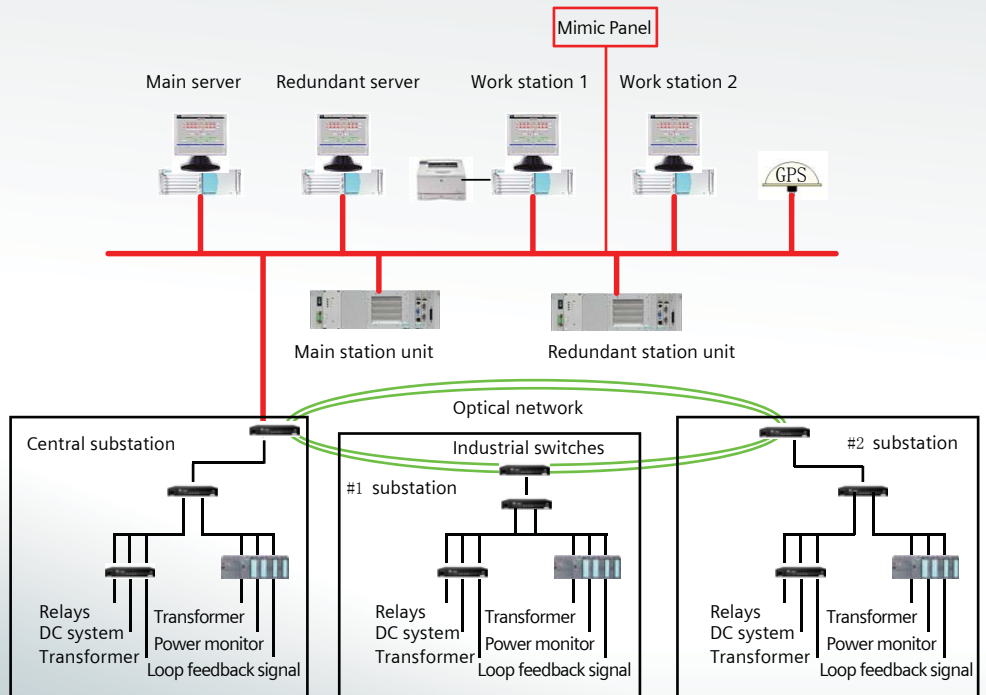 Mimic Panel
Main server
Redundant server
Work station 1
Work station 2
GPS
Main station unit
Redundant station unit
Optical network
Central substation
Industrial switches
#2 substation
#1 substation
Relays
DC system
Transformer
Transformer
Power monitor
Loop feedback signal
Relays
DC system
Transformer
Transformer
Power monitor
Loop feedback signal
Relays
DC system
Transformer
Transformer
Power monitor
Loop feedback signal